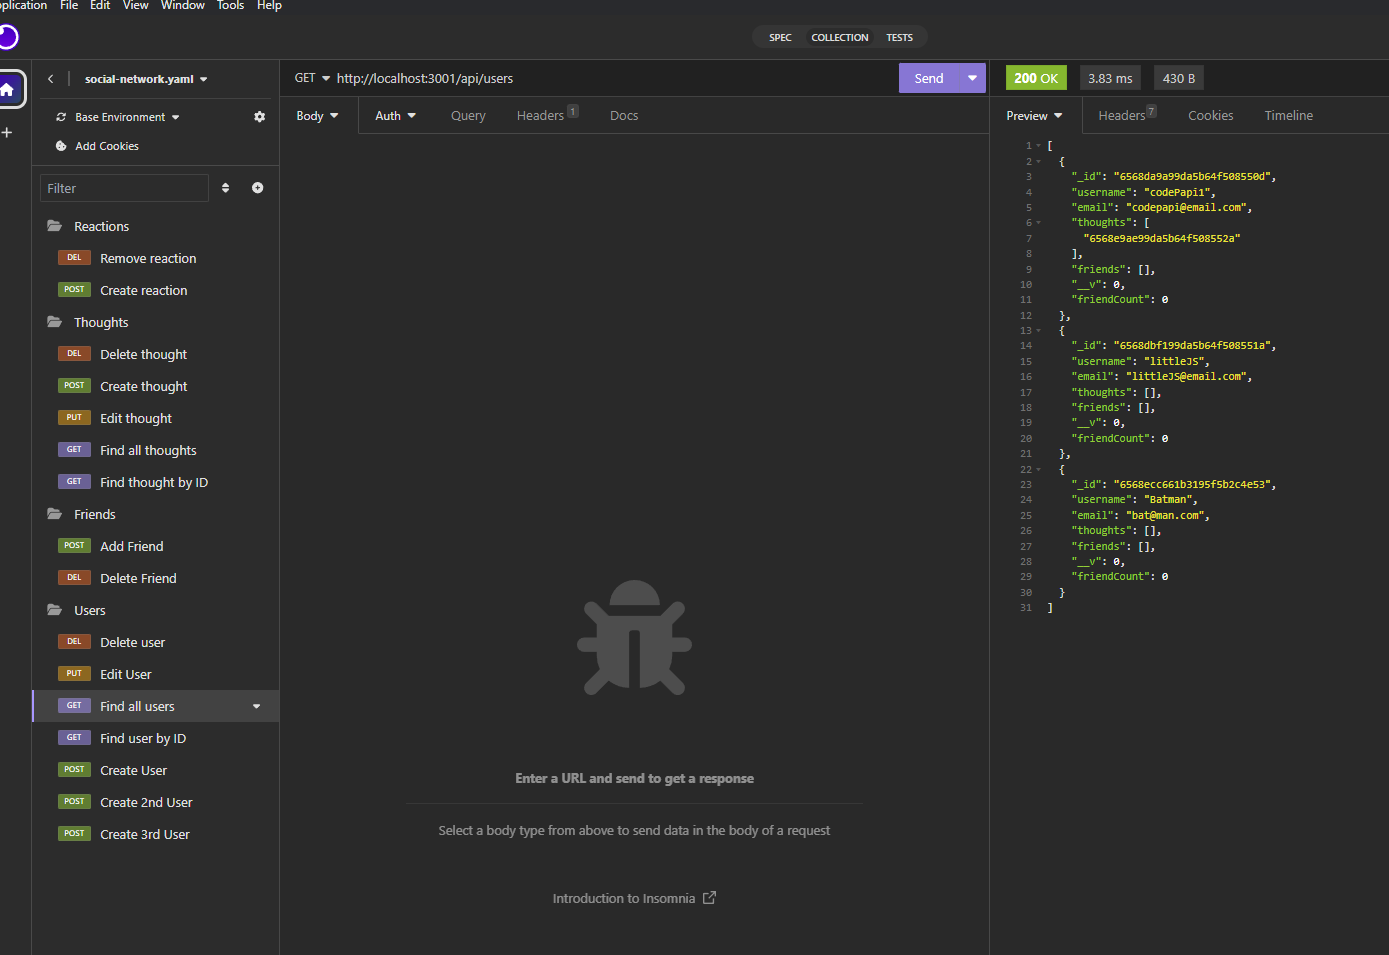 plication File Edit View Window Tools Help
SPEC COLLECTION TESTS
social-network.yaml
Base Environment
Add Cookies
Filter
Reactions
DEL Remove reaction
POST Create reaction
Thoughts
DEL Delete thought
POST Create thought
PUT Edit thought
GET Find all thoughts
GET Find thought by ID
Friends
POST Add Friend
DEL Delete Friend
Users
DEL Delete user
PUT Edit User
GET Find all users
GET Find user by ID
POST Create User
POST Create 2nd User
POST Create 3rd User
GET http://localhost:3001/api/users Send
Body Auth Query Headers 1 Docs
Enter a URL and send to get a response
Select a body type from above to send data in the body of a request
Introduction to Insomnia
200 OK 3.83 ms 430 B
Preview Headers 7 Cookies Timeline
1 [
2 {
3 "_id": "6568da9a99da5b64f508550d",
4 "username": "codePapi1",
5 "email": "codepapi@email.com",
6 "thoughts": [
7 "6568e9ae99da5b64f508552a"
8 ],
9 "friends": [],
10 "__v": 0,
11 "friendCount": 0
12 },
13 {
14 "_id": "6568dbf199da5b64f508551a",
15 "username": "littleJS",
16 "email": "littleJS@email.com",
17 "thoughts": [],
18 "friends": [],
19 "__v": 0,
20 "friendCount": 0
21 },
22 {
23 "_id": "6568ecc661b3195f5b2c4e53",
24 "username": "Batman",
25 "email": "bat@man.com",
26 "thoughts": [],
27 "friends": [],
28 "__v": 0,
29 "friendCount": 0
30 }
31 ]